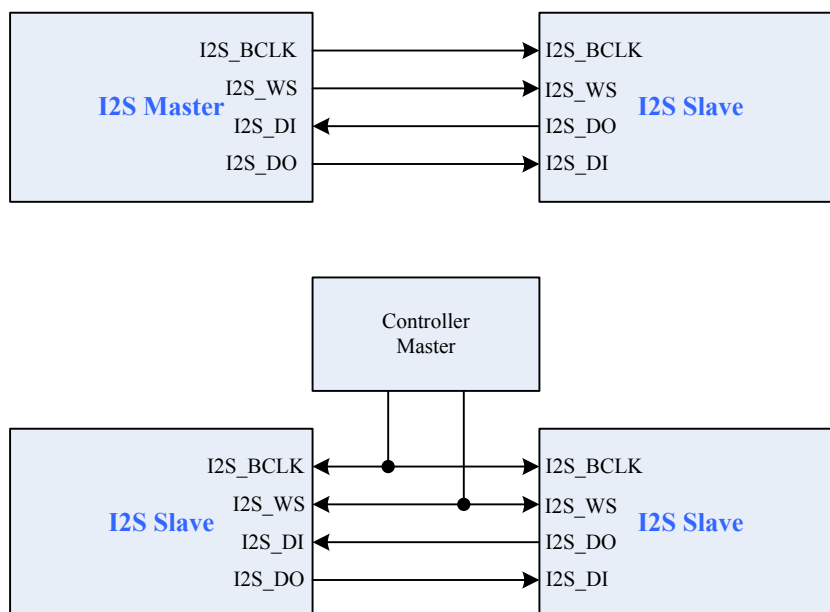 I2S_BCLK
I2S_WS
I2S_DI
I2S_DO
I2S Master
I2S_BCLK
I2S_WS
I2S_DO
I2S_DI
I2S Slave
Controller
Master
I2S_BCLK
I2S_WS
I2S_DI
I2S_DO
I2S Slave
I2S_BCLK
I2S_WS
I2S_DO
I2S_DI
I2S Slave